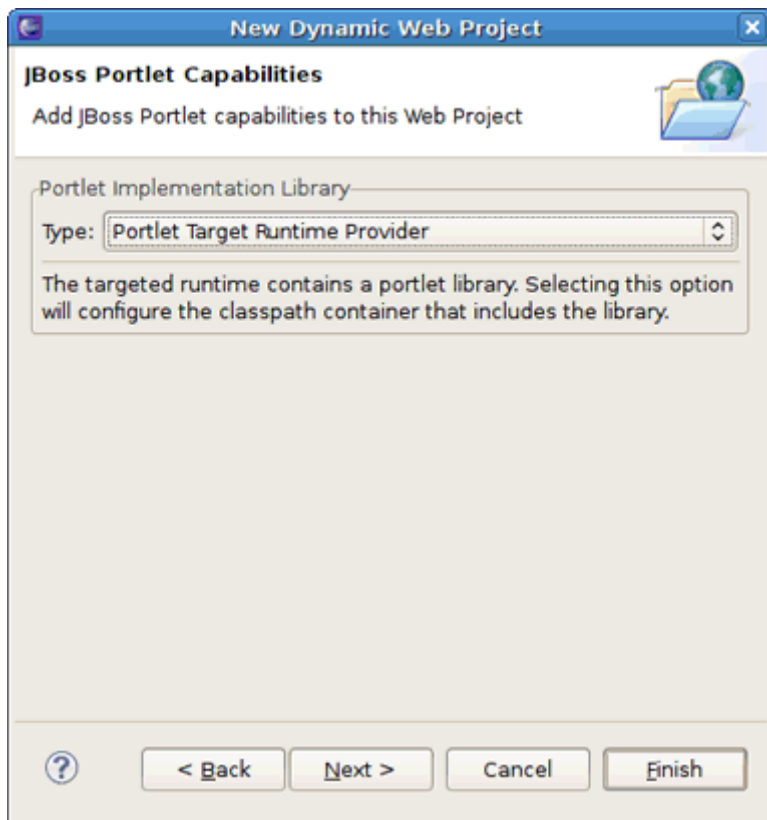 New Dynamic Web Project
JBoss Portlet Capabilities
Add JBoss Portlet capabilities to this Web Project
Portlet Implementation Library
Type: Portlet Target Runtime Provider
The targeted runtime contains a portlet library. Selecting this option
will configure the classpath container that includes the library.
? < Back Next > Cancel Finish